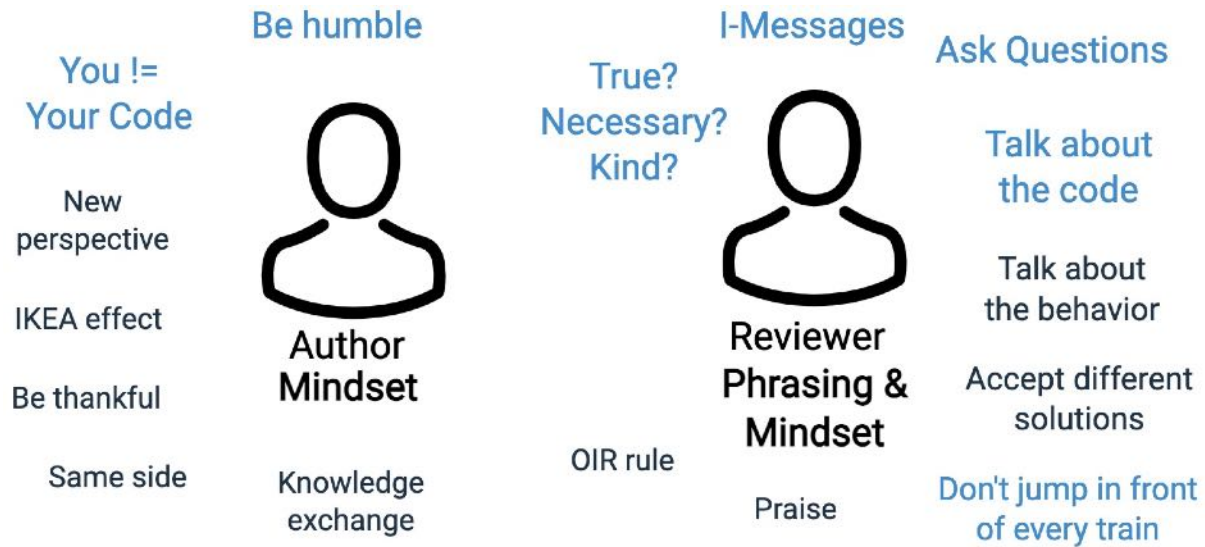 Be humble
You !=
Your Code
New
perspective
IKEA effect
Be thankful
Same side
Knowledge
exchange
Author
Mindset
I-Messages
True?
Necessary?
Kind?
Ask Questions
Talk about
the code
Talk about
the behavior
Accept different
solutions
Don't jump in front
of every train
Reviewer
Phrasing &
Mindset
OIR rule
Praise